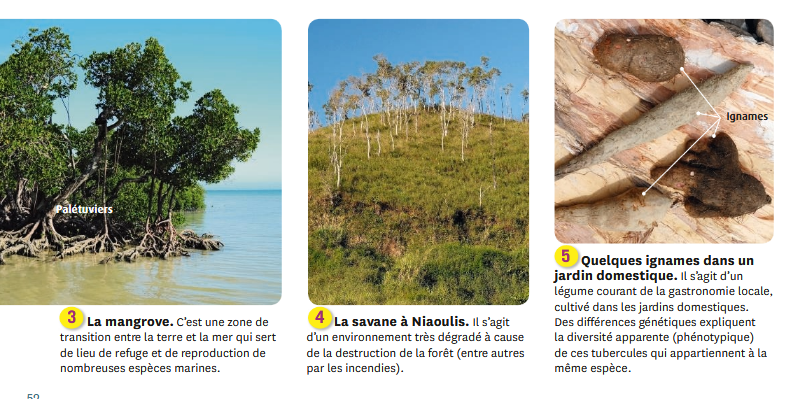 Palétuviers
Ignames
3 La mangrove. C’est une zone de
transition entre la terre et la mer qui sert
de lieu de refuge et de reproduction de
nombreuses espèces marines.
4 La savane à Niaoulis. Il s’agit
d’un environnement très dégradé à cause
de la destruction de la forêt (entre autres
par les incendies).
5 Quelques ignames dans un
jardin domestique. Il s’agit d’un
légume courant de la gastronomie locale,
cultivé dans les jardins domestiques.
Des différences génétiques expliquent
la diversité apparente (phénotypique)
de ces tubercules qui appartiennent à la
même espèce.